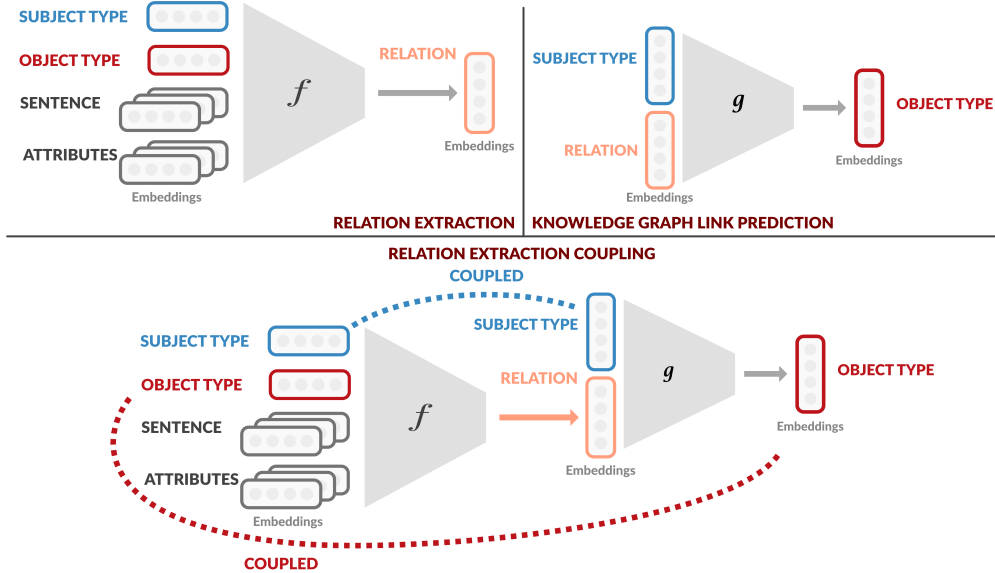 SUBJECT TYPE
OBJECT TYPE
SENTENCE
ATTRIBUTES
Embeddings
f
RELATION
Embeddings
RELATION EXTRACTION
SUBJECT TYPE
RELATION
Embeddings
g
OBJECT TYPE
Embeddings
KNOWLEDGE GRAPH LINK PREDICTION
RELATION EXTRACTION COUPLING
COUPLED
SUBJECT TYPE
OBJECT TYPE
SENTENCE
ATTRIBUTES
Embeddings
f
SUBJECT TYPE
RELATION
Embeddings
g
OBJECT TYPE
Embeddings
COUPLED